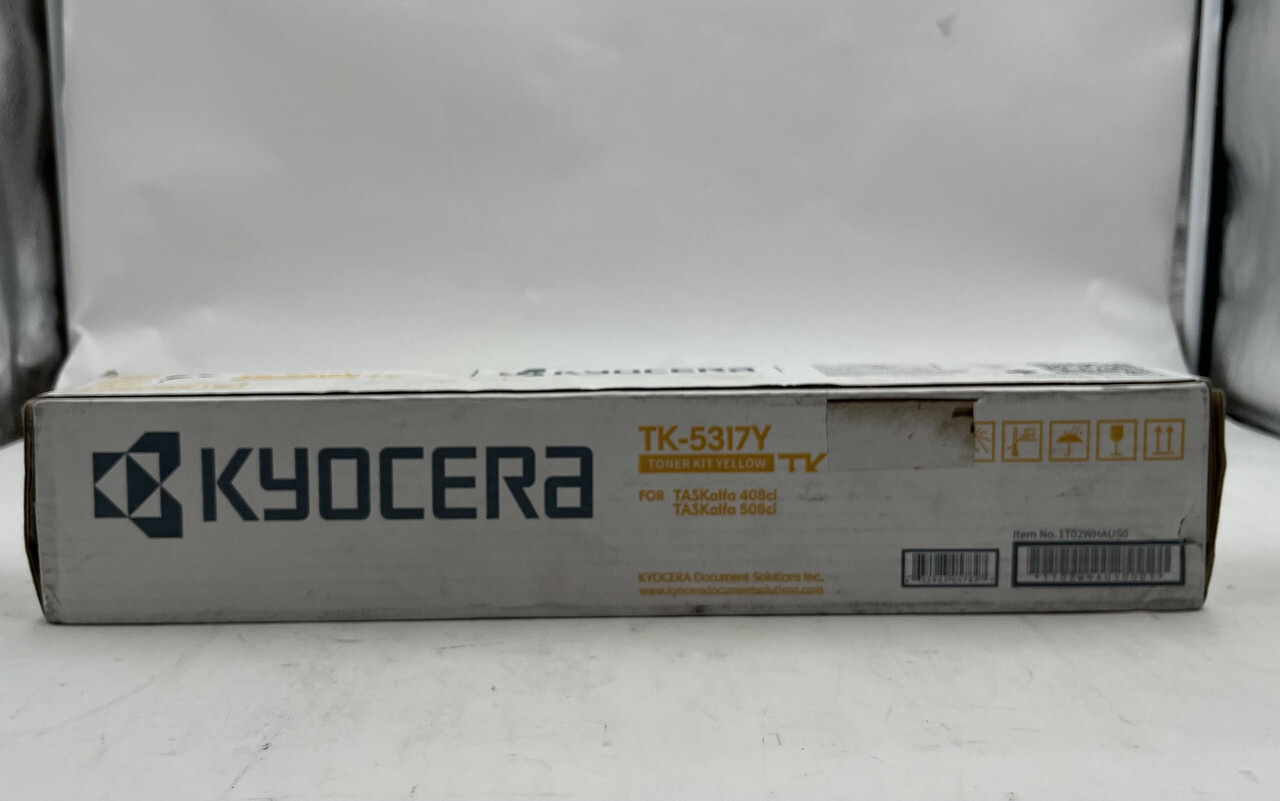 KYOCERA
KYOCERA
TK-5317Y
TONER KIT YELLOW
TK
FOR TASKalfa 408ci
TASKalfa 508ci
Item No. 1T02WHAUS0
KYOCERA Document Solutions Inc.
www.kyoceradocumentsolutions.com